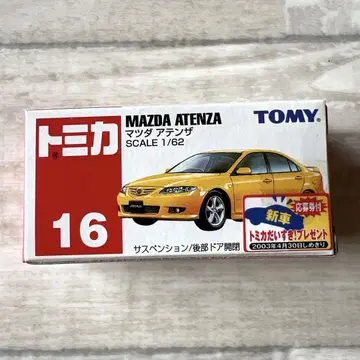 トミカ
16
MAZDA ATENZA
マツダ アテンザ
SCALE 1/62
TOMY
応募券付
新車
トミカだいすき!プレゼント
2003年4月30日しめきり
サスペンション/後部ドア開閉